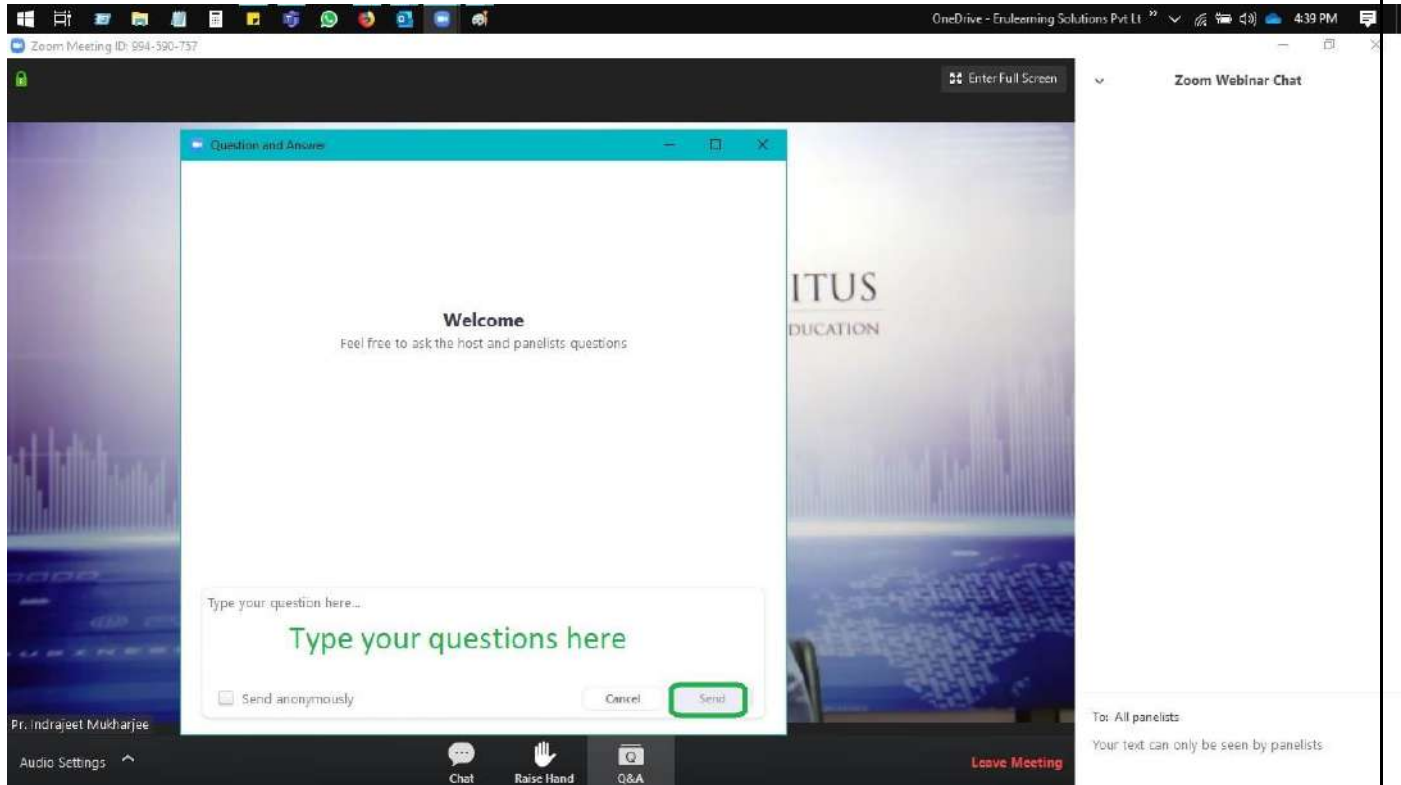 OneDrive - Erulearning Solutions Pvt Lt
4:39 PM
Zoom Meeting ID: 994-590-757
Enter Full Screen
Zoom Webinar Chat
Question and Answer
ITUS
DUCATION
Welcome
Feel free to ask the host and panelists questions
Type your question here...
Type your questions here
Send anonymously
Cancel
Send
Pr. Indrajeet Mukharjee
To: All panelists
Your text can only be seen by panelists
Audio Settings
Chat
Raise Hand
Q&A
Leave Meeting